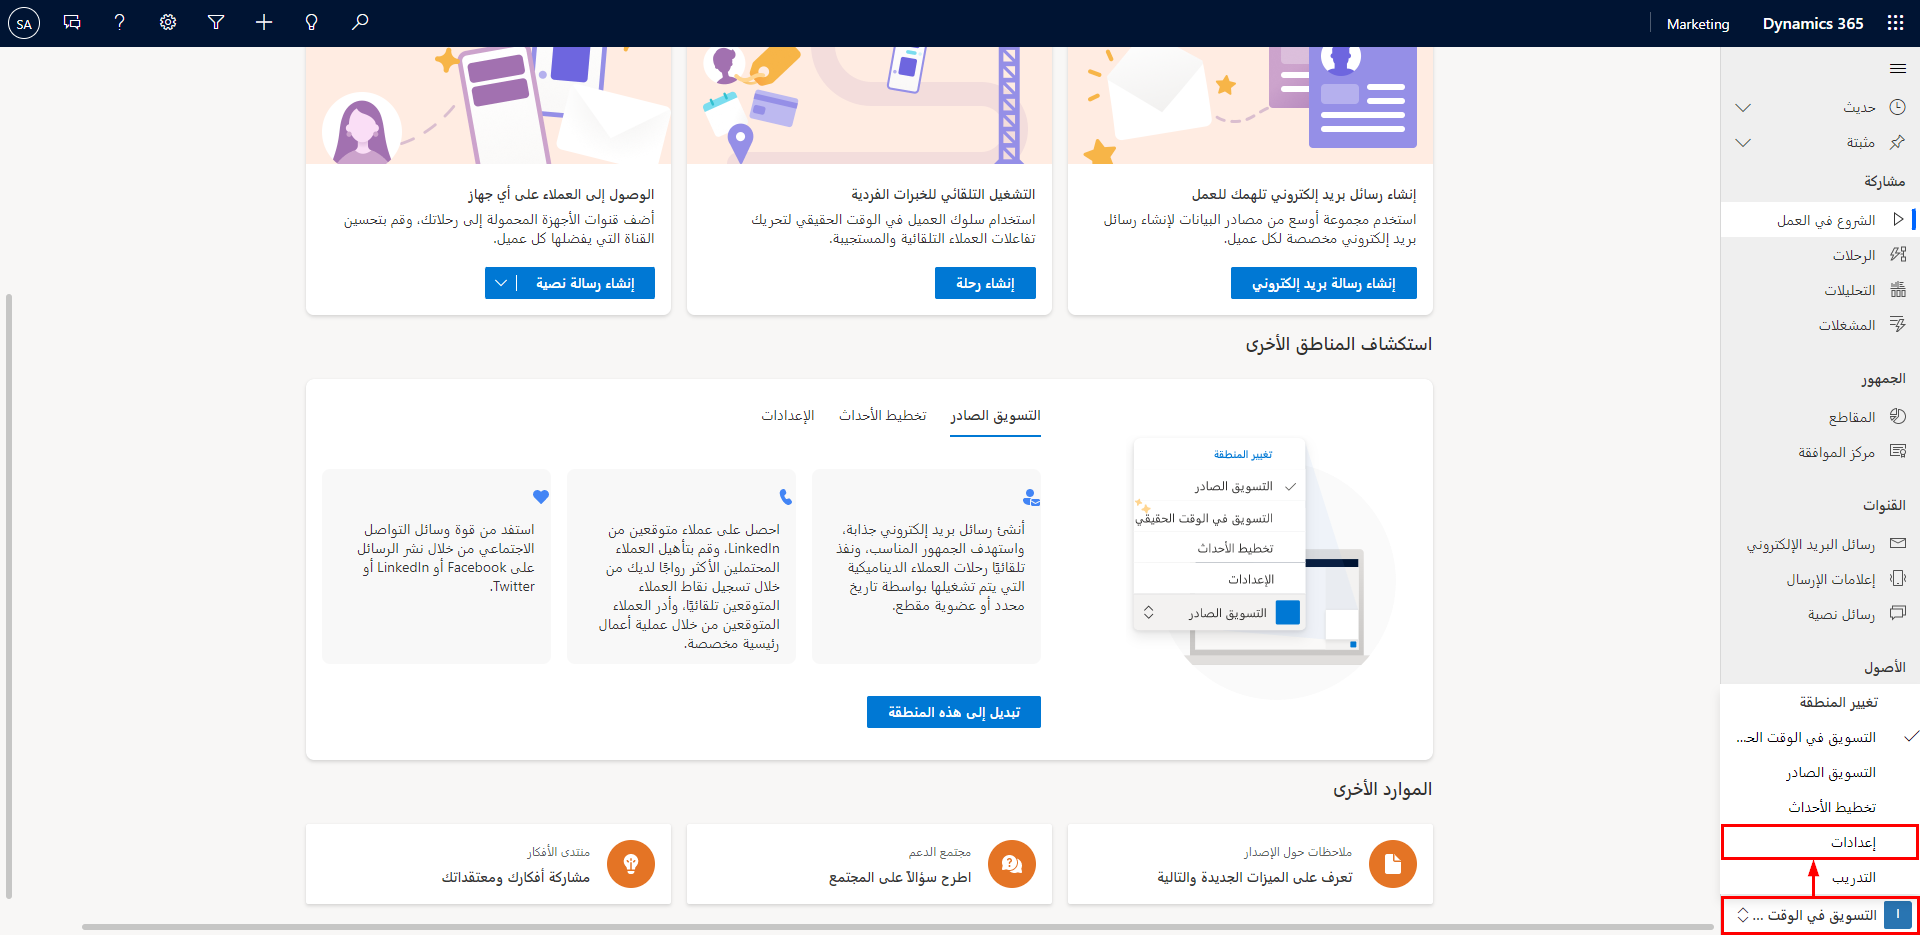 Dynamics 365
Marketing
SA
حديث
مثبتة
مشاركة
الشروع في العمل
الرحلات
التحليلات
المشغلات
الجمهور
المقاطع
مركز الموافقة
القنوات
رسائل البريد الإلكتروني
إعلامات الإرسال
رسائل نصية
الأصول
تغيير المنطقة
التسويق في الوقت الحـ...
التسويق الصادر
تخطيط الأحداث
إعدادات
التدريب
ا
التسويق في الوقت ...
إنشاء رسائل بريد إلكتروني تلهمك للعمل
استخدم مجموعة أوسع من مصادر البيانات لإنشاء رسائل
بريد إلكتروني مخصصة لكل عميل.
إنشاء رسالة بريد إلكتروني
التشغيل التلقائي للخبرات الفردية
استخدام سلوك العميل في الوقت الحقيقي لتحريك
تفاعلات العملاء التلقائية والمستجيبة.
إنشاء رحلة
الوصول إلى العملاء على أي جهاز
أضف قنوات الأجهزة المحمولة إلى رحلاتك، وقم بتحسين
القناة التي يفضلها كل عميل.
إنشاء رسالة نصية
استكشاف المناطق الأخرى
تغيير المنطقة
التسويق الصادر
التسويق في الوقت الحقيقي
تخطيط الأحداث
الإعدادات
التسويق الصادر
التسويق الصادر
تخطيط الأحداث
الإعدادات
أنشئ رسائل بريد إلكتروني جذابة،
واستهدف الجمهور المناسب، ونفذ
تلقائيًا رحلات العملاء الديناميكية
التي يتم تشغيلها بواسطة تاريخ
محدد أو عضوية مقطع.
احصل على عملاء متوقعين من
LinkedIn، وقم بتأهيل العملاء
المحتملين الأكثر رواجًا لديك من
خلال تسجيل نقاط العملاء
المتوقعين تلقائيًا، وأدر العملاء
المتوقعين من خلال عملية أعمال
رئيسية مخصصة.
استفد من قوة وسائل التواصل
الاجتماعي من خلال نشر الرسائل
على Facebook أو LinkedIn أو
Twitter.
تبديل إلى هذه المنطقة
الموارد الأخرى
ملاحظات حول الإصدار
تعرف على الميزات الجديدة والتالية
مجتمع الدعم
اطرح سؤالاً على المجتمع
منتدى الأفكار
مشاركة أفكارك ومعتقداتك